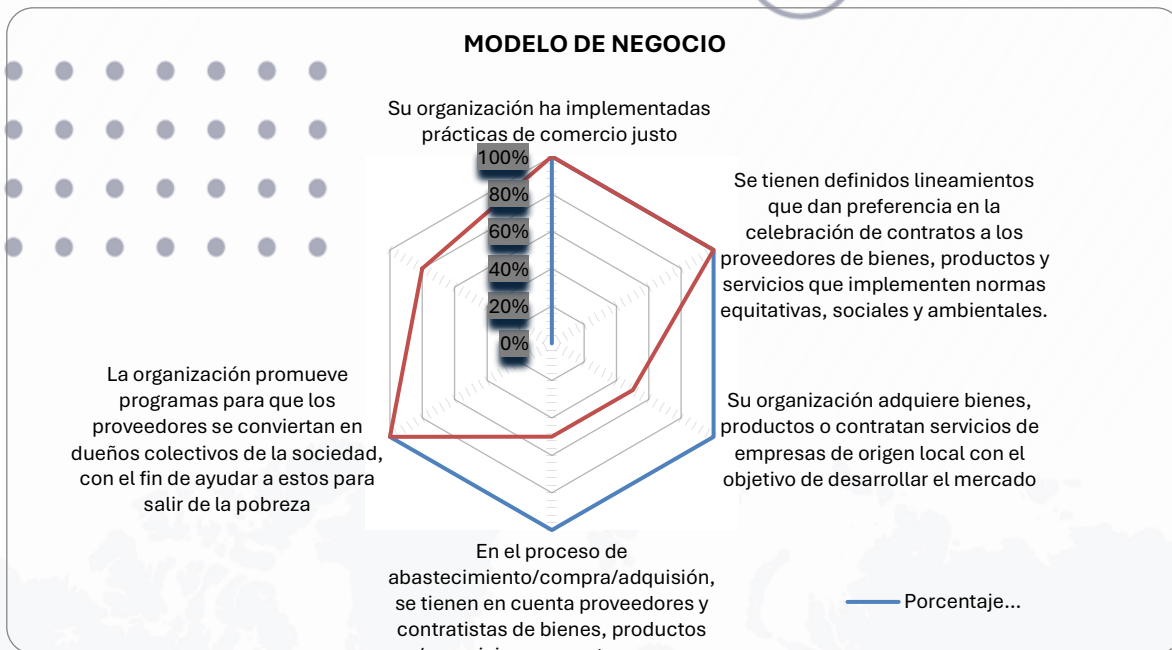 MODELO DE NEGOCIO
Su organización ha implementadas
prácticas de comercio justo
100%
80%
60%
40%
20%
0%
Se tienen definidos lineamientos
que dan preferencia en la
celebración de contratos a los
proveedores de bienes, productos y
servicios que implementen normas
equitativas, sociales y ambientales.
Su organización adquiere bienes,
productos o contratan servicios de
empresas de origen local con el
objetivo de desarrollar el mercado
En el proceso de
abastecimiento/compra/adquisión,
se tienen en cuenta proveedores y
contratistas de bienes, productos
La organización promueve
programas para que los
proveedores se conviertan en
dueños colectivos de la sociedad,
con el fin de ayudar a estos para
salir de la pobreza
Porcentaje...